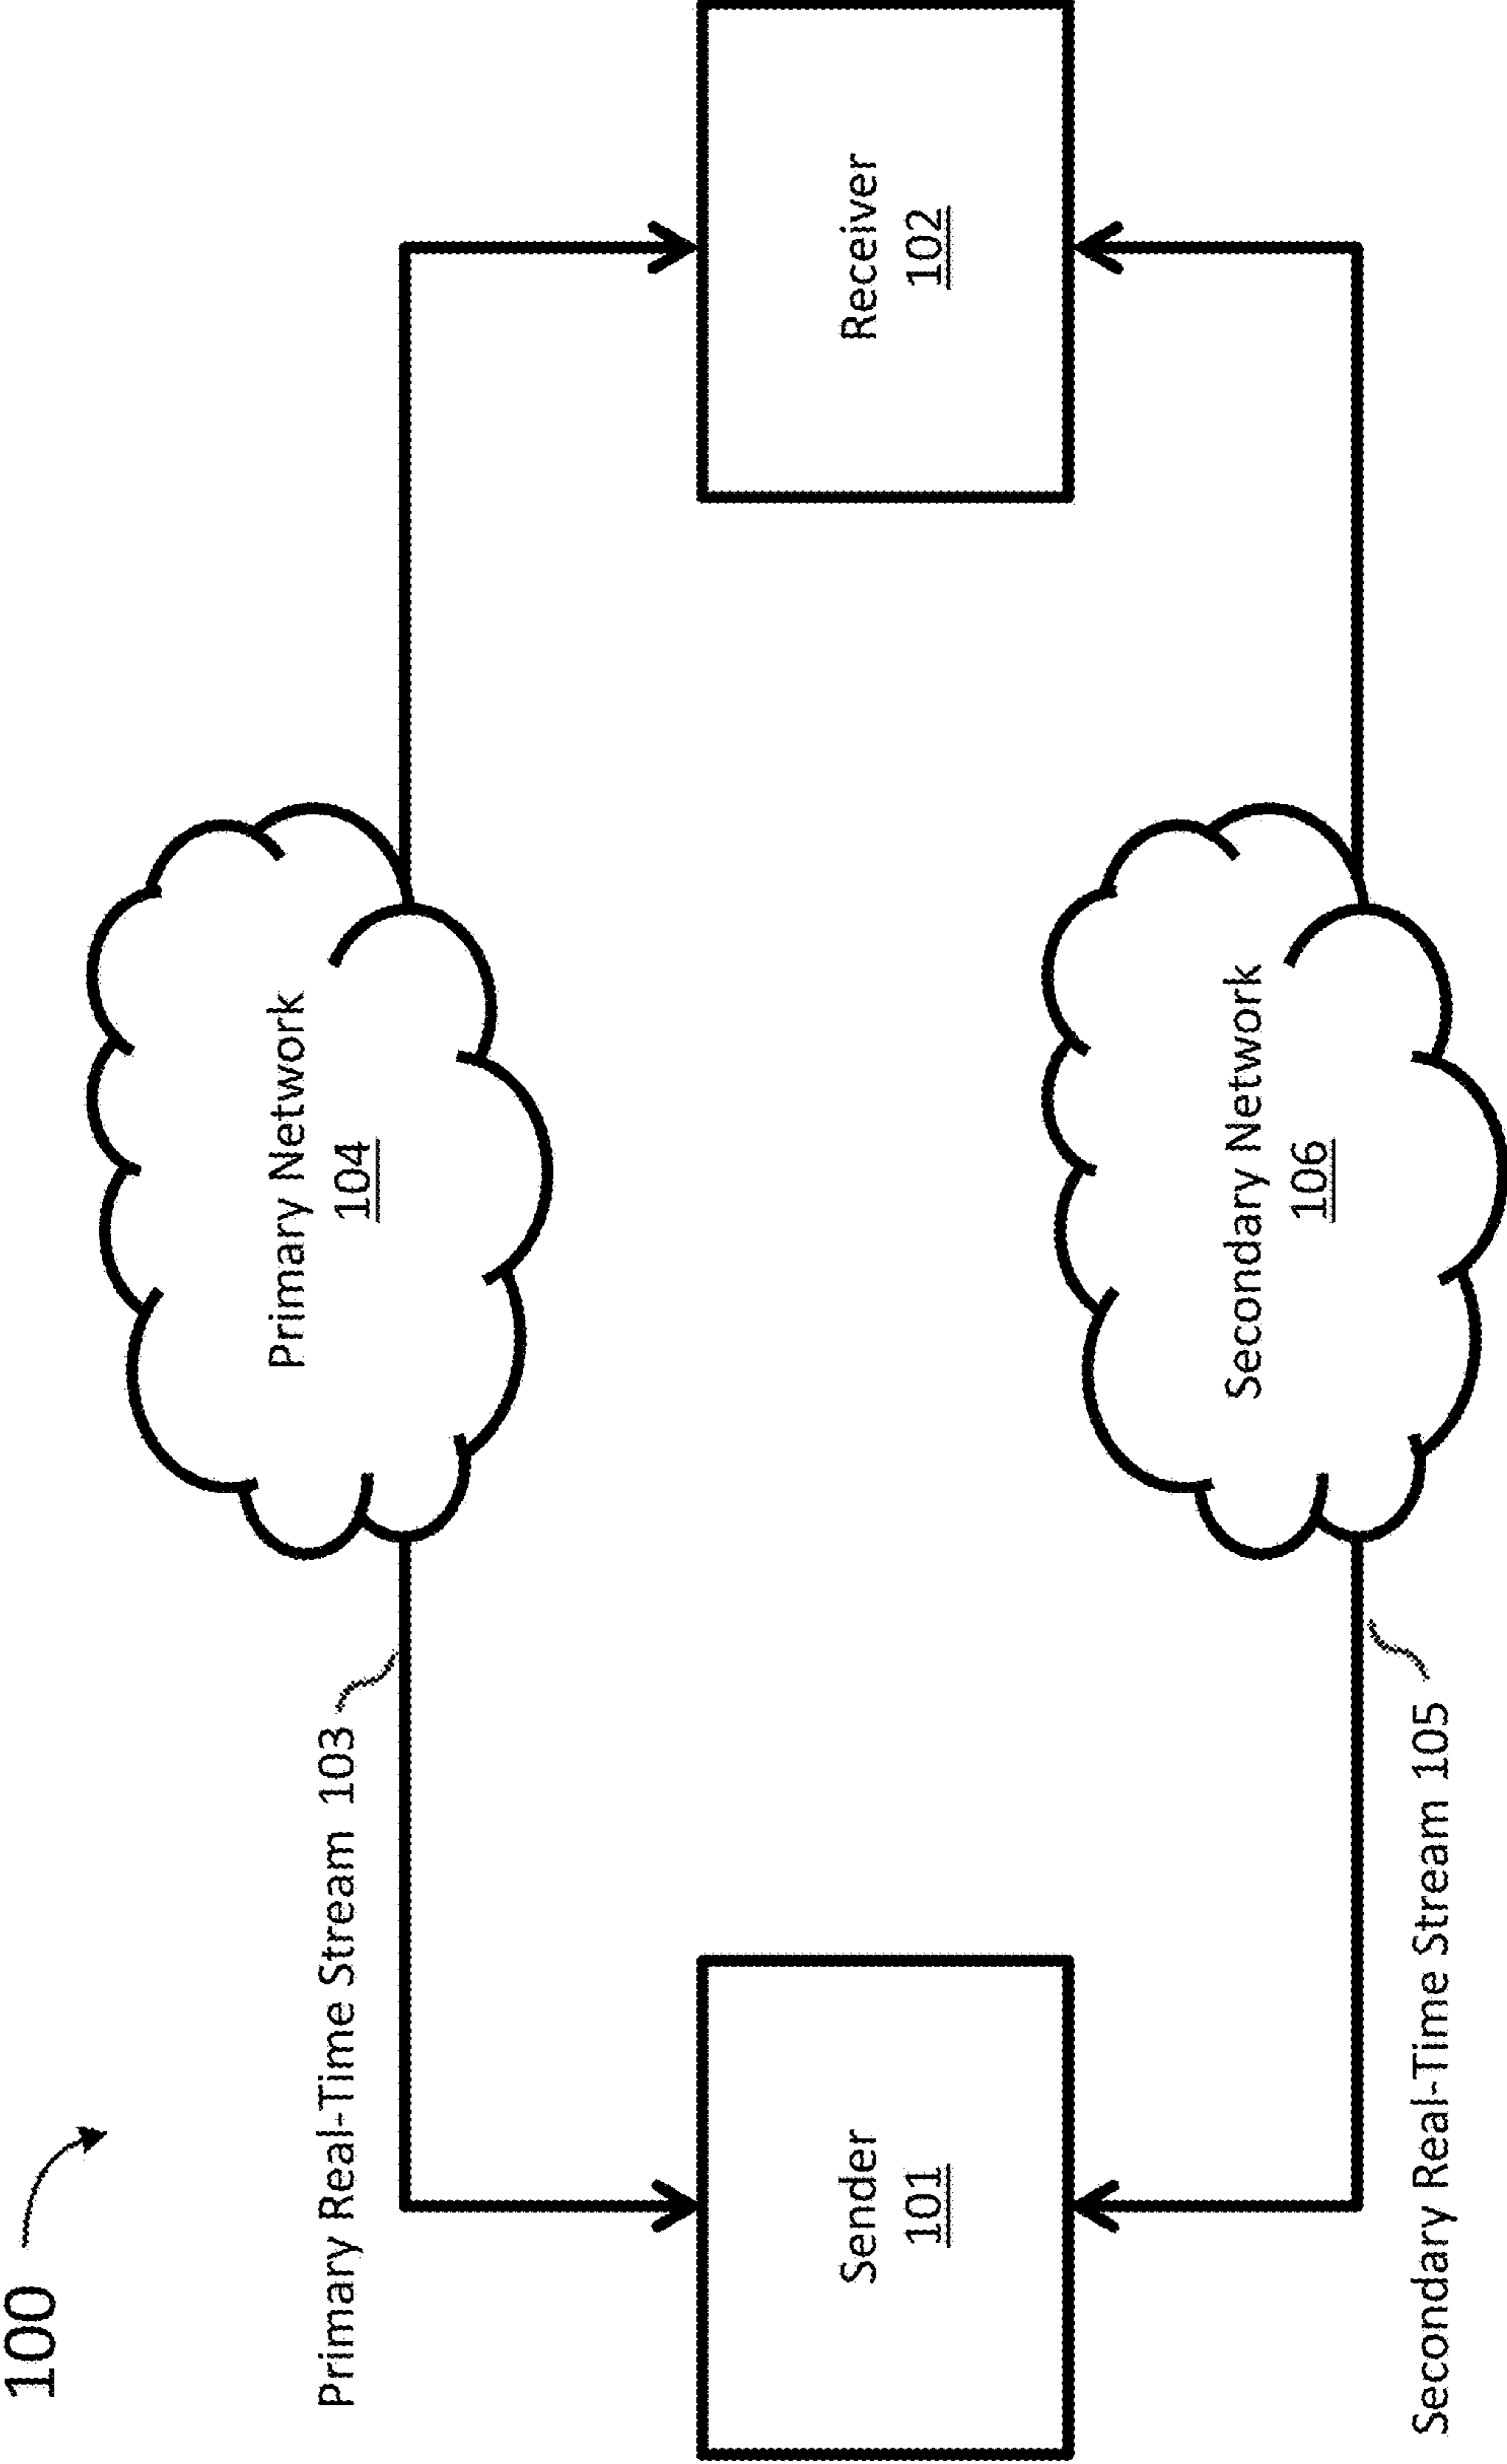 100
Primary Real-Time Stream 103
Primary Network
104
Sender
101
Receiver
102
Secondary Network
106
Secondary Real-Time Stream 105